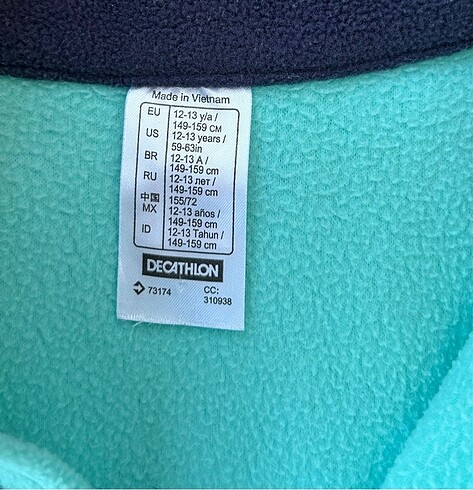 Made in Vietnam
EU 12-13 y/a /
149-159 см
US 12-13 years /
59-63in
BR 12-13 A /
149-159 cm
RU 12-13 лет /
149-159 cm
中国 155/72
MX 12-13 años /
149-159 cm
ID 12-13 Tahun /
149-159 cm
DECATHLON
73174 CC:
310938